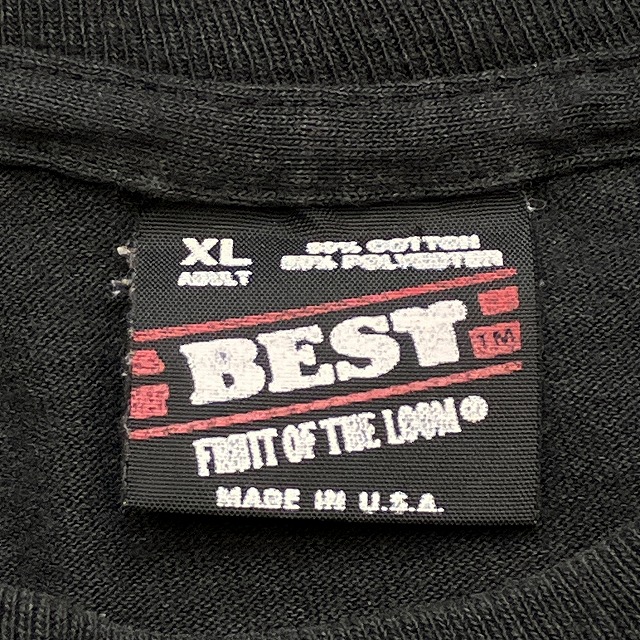 XL
ADULT
50% COTTON
50% POLYESTER
BEST
TM
FRUIT OF THE LOOM®
MADE IN U.S.A.